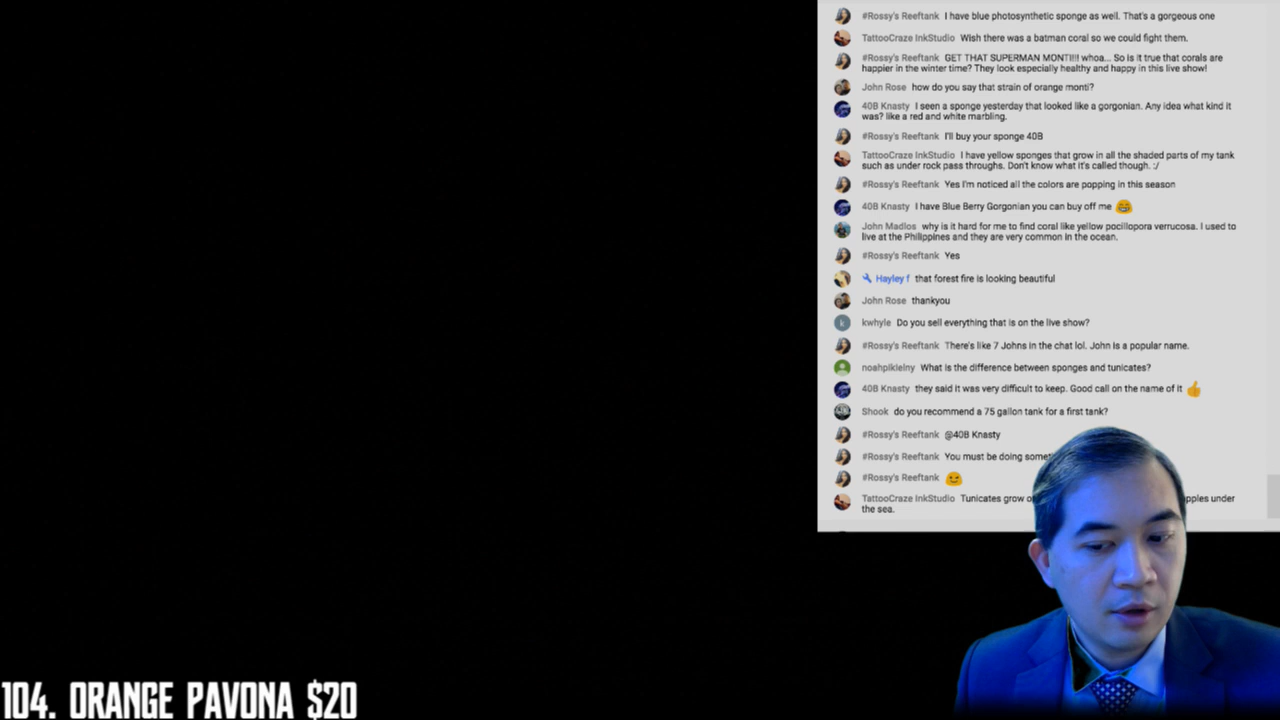 #Rossy's Reeftank I have blue photosynthetic sponge as well. That's a gorgeous one
TattooCraze InkStudio Wish there was a batman coral so we could fight them.
#Rossy's Reeftank GET THAT SUPERMAN MONTI!!! whoa... So is it true that corals are
happier in the winter time? They look especially healthy and happy in this live show!
John Rose how do you say that strain of orange monti?
40B Knasty I seen a sponge yesterday that looked like a gorgonian. Any idea what kind it
was? like a red and white marbling.
#Rossy's Reeftank I'll buy your sponge 40B
TattooCraze InkStudio I have yellow sponges that grow in all the shaded parts of my tank
such as under rock pass throughs. Don't know what it's called though. :/
#Rossy's Reeftank Yes I'm noticed all the colors are popping in this season
40B Knasty I have Blue Berry Gorgonian you can buy off me 😂
John Madlos why is it hard for me to find coral like yellow pocillopora verrucosa. I used to
live at the Philippines and they are very common in the ocean.
#Rossy's Reeftank Yes
Hayley f that forest fire is looking beautiful
John Rose thankyou
k kwhyle Do you sell everything that is on the live show?
#Rossy's Reeftank There's like 7 Johns in the chat lol. John is a popular name.
noahpikielny What is the difference between sponges and tunicates?
40B Knasty they said it was very difficult to keep. Good call on the name of it 👍
Shook do you recommend a 75 gallon tank for a first tank?
#Rossy's Reeftank @40B Knasty
#Rossy's Reeftank You must be doing
#Rossy's Reeftank 😉
TattooCraze InkStudio Tunicates grow under
the sea.
104. ORANGE PAVONA $20